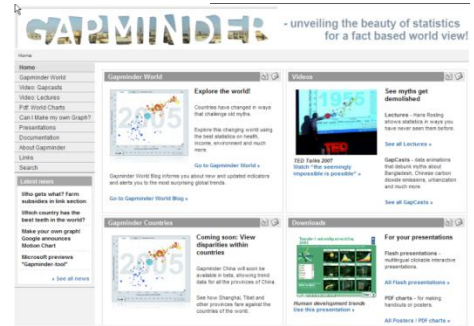 GAPMINDER
- unveiling the beauty of statistics
for a fact based world view!
Home
Home
Gapminder World
Video: Gapcasts
Video: Lectures
Pdf: World Charts
Can I Make my own Graph?
Presentations
Documentation
About Gapminder
Links
Search
Latest news
Who gets what? Farm
subsidies in link section
Which country has the
best teeth in the world?
Make your own graph!
Google announces
Motion Chart
Microsoft previews
"Gapminder-tool"
» See all news
Gapminder World
2005
Explore the world!
Countries have changed in ways
that challenge old myths.
Explore this changing world using
the best statistics on health,
income, environment and much
more.
Go to Gapminder World »
Gapminder World Blog informs you about new and updated indicators
and alerts you to the most surprising global trends.
Go to Gapminder World Blog »
Videos
TED
TED Talks 2007
Watch "the seemingly
impossible is possible" »
See myths get
demolished
Lectures - Hans Rosling
shows statistics in ways you
have never seen them before.
See all Lectures »
GapCasts - data animations
that debunk myths about
Bangladesh, Chinese carbon
dioxide emissions, urbanization
and much more.
See all GapCasts »
Gapminder Countries
2005
Coming soon: View
disparities within
countries
Gapminder China will soon be
available in beta, showing trend
data for all the provinces of China.
See how Shanghai, Tibet and
other provinces fare against the
countries of the world.
Downloads
Human development trends
Use this presentation »
For your presentations
Flash presentations -
multilingual clickable interactive
presentations.
All Flash presentations »
PDF charts - for making
handouts or posters.
All Posters / PDF charts »